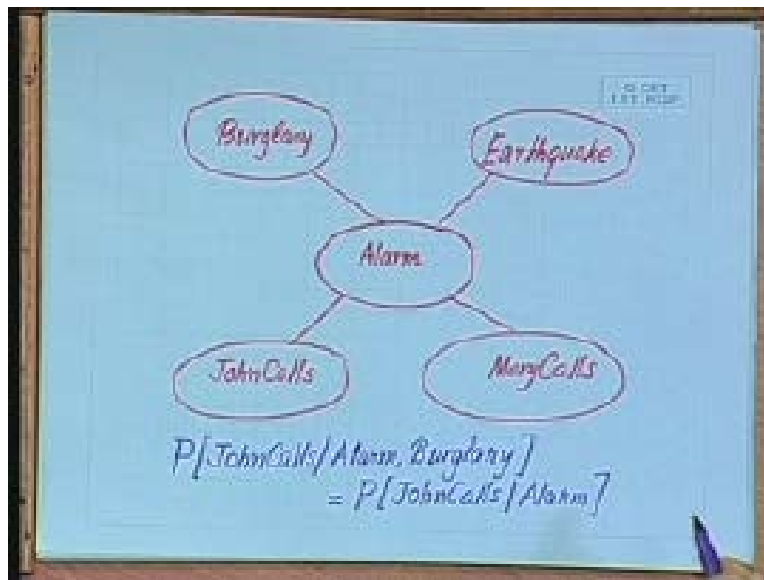 Burglary
Earthquake
Alarm
JohnCalls
MaryCalls
P[JohnCalls/Alarm, Burglary]
= P[JohnCalls/Alarm]